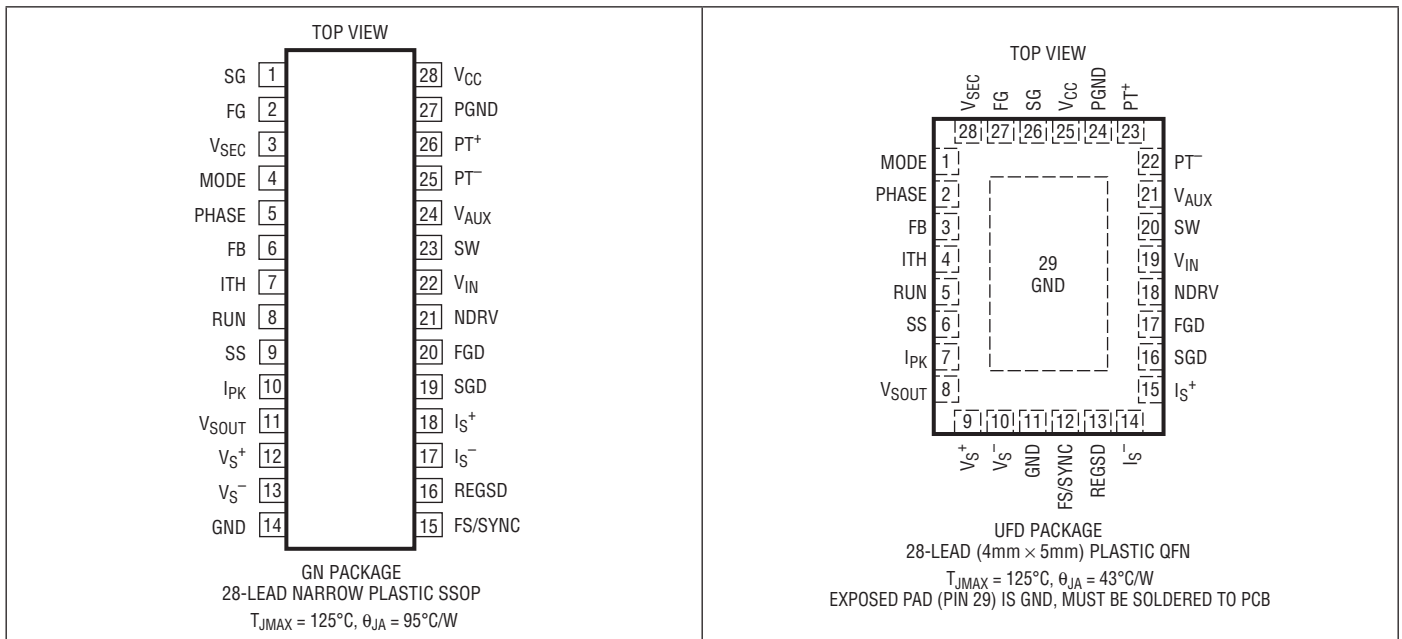 TOP VIEW
SG 1
FG 2
VSEC 3
MODE 4
PHASE 5
FB 6
ITH 7
RUN 8
SS 9
IPK 10
VSOUT 11
VS+ 12
VS– 13
GND 14
28 VCC
27 PGND
26 PT+
25 PT–
24 VAUX
23 SW
22 VIN
21 NDRV
20 FGD
19 SGD
18 IS+
17 IS–
16 REGSD
15 FS/SYNC
GN PACKAGE
28-LEAD NARROW PLASTIC SSOP
TJMAX = 125°C, θJA = 95°C/W
TOP VIEW
VSEC FG SG VCC PGND PT+
28 27 26 25 24 23
MODE 1
PHASE 2
FB 3
ITH 4
RUN 5
SS 6
IPK 7
VSOUT 8
29
GND
22 PT–
21 VAUX
20 SW
19 VIN
18 NDRV
17 FGD
16 SGD
15 IS+
9 10 11 12 13 14
VS+ VS– GND FS/SYNC REGSD IS–
UFD PACKAGE
28-LEAD (4mm × 5mm) PLASTIC QFN
TJMAX = 125°C, θJA = 43°C/W
EXPOSED PAD (PIN 29) IS GND, MUST BE SOLDERED TO PCB